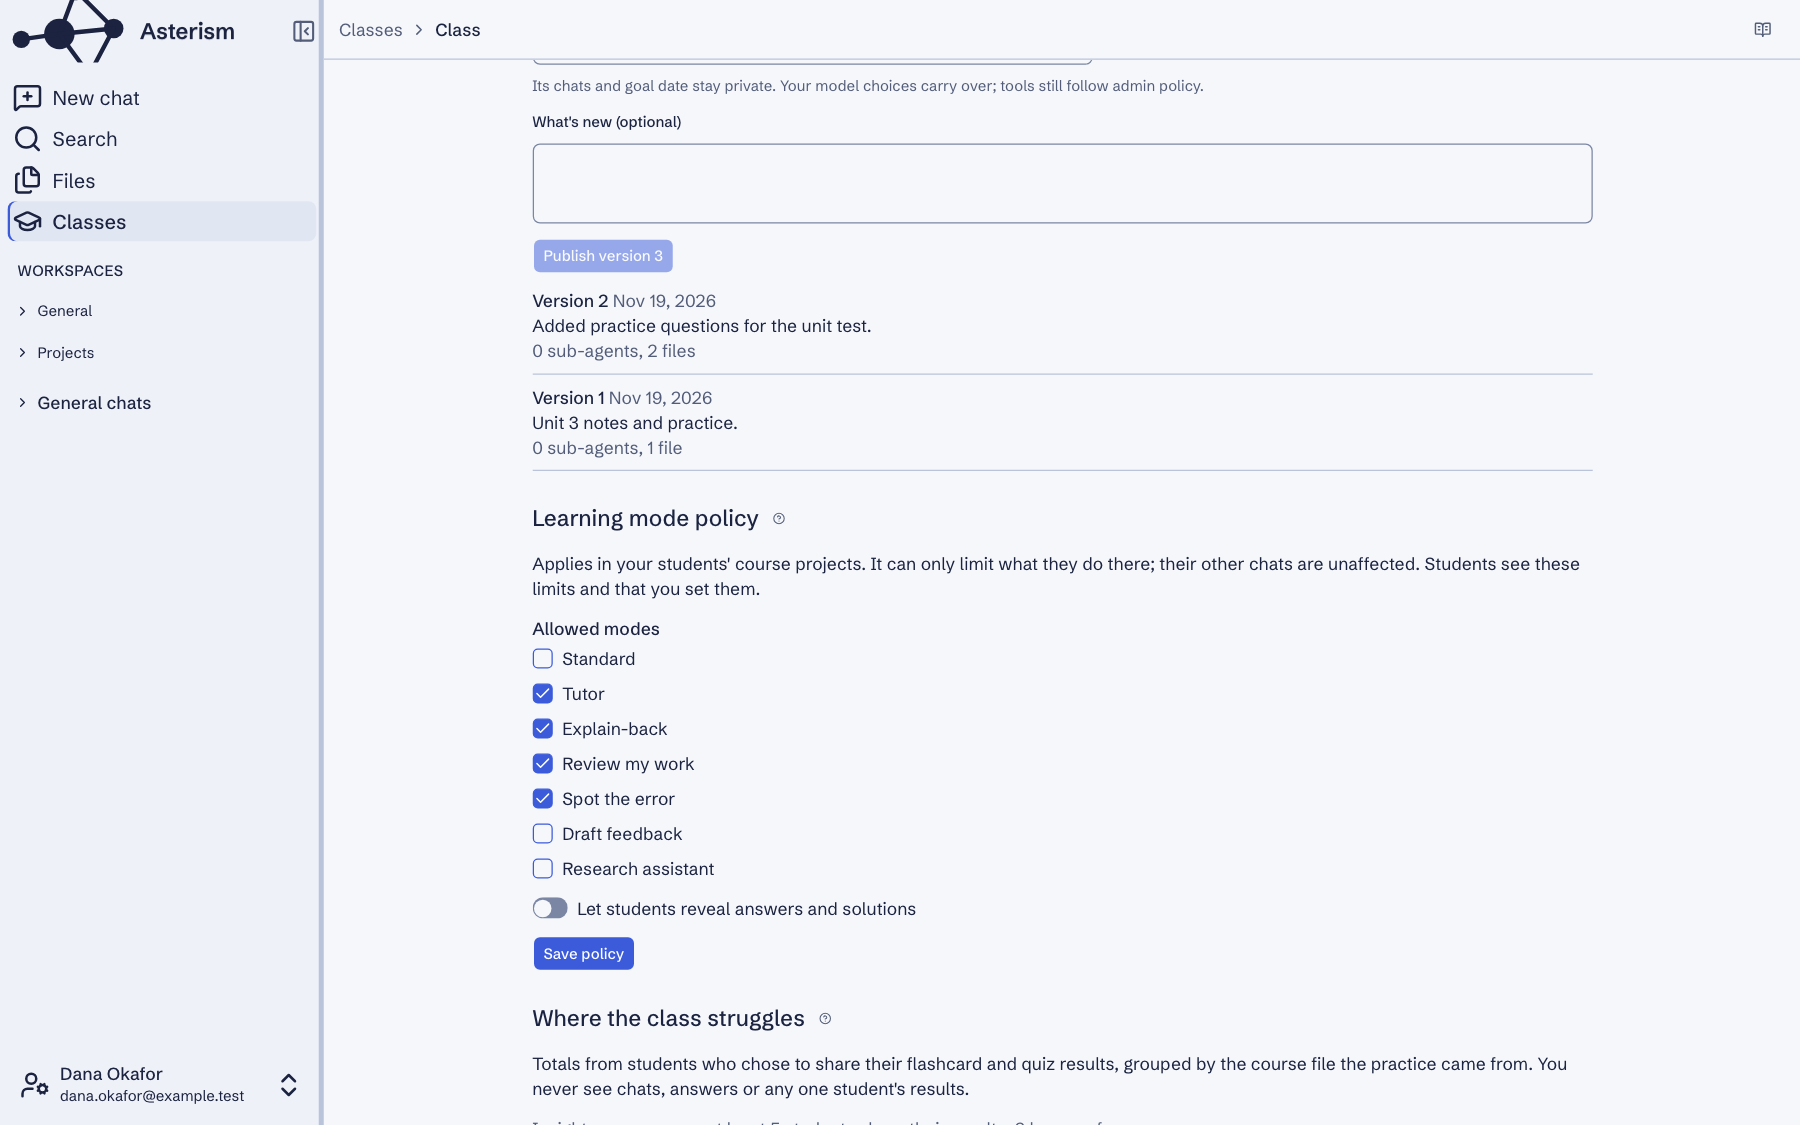 Asterism
New chat
Search
Files
Classes
WORKSPACES
General
Projects
General chats
Dana Okafor
dana.okafor@example.test
Classes > Class
Its chats and goal date stay private. Your model choices carry over; tools still follow admin policy.
What's new (optional)
Publish version 3
Version 2 Nov 19, 2026
Added practice questions for the unit test.
0 sub-agents, 2 files
Version 1 Nov 19, 2026
Unit 3 notes and practice.
0 sub-agents, 1 file
Learning mode policy
Applies in your students' course projects. It can only limit what they do there; their other chats are unaffected. Students see these
limits and that you set them.
Allowed modes
Standard
Tutor
Explain-back
Review my work
Spot the error
Draft feedback
Research assistant
Let students reveal answers and solutions
Save policy
Where the class struggles
Totals from students who chose to share their flashcard and quiz results, grouped by the course file the practice came from. You
never see chats, answers or any one student's results.